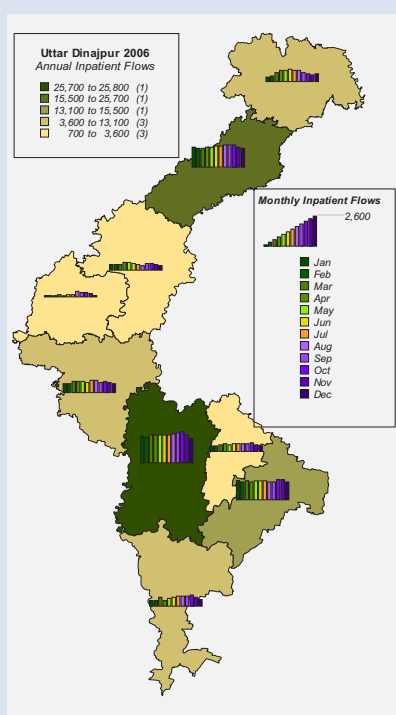 Uttar Dinajpur 2006
Annual Inpatient Flows
25,700 to 25,800 (1)
15,500 to 25,700 (1)
13,100 to 15,500 (1)
3,600 to 13,100 (3)
700 to 3,600 (3)
Monthly Inpatient Flows
2,600
Jan
Feb
Mar
Apr
May
Jun
Jul
Aug
Sep
Oct
Nov
Dec